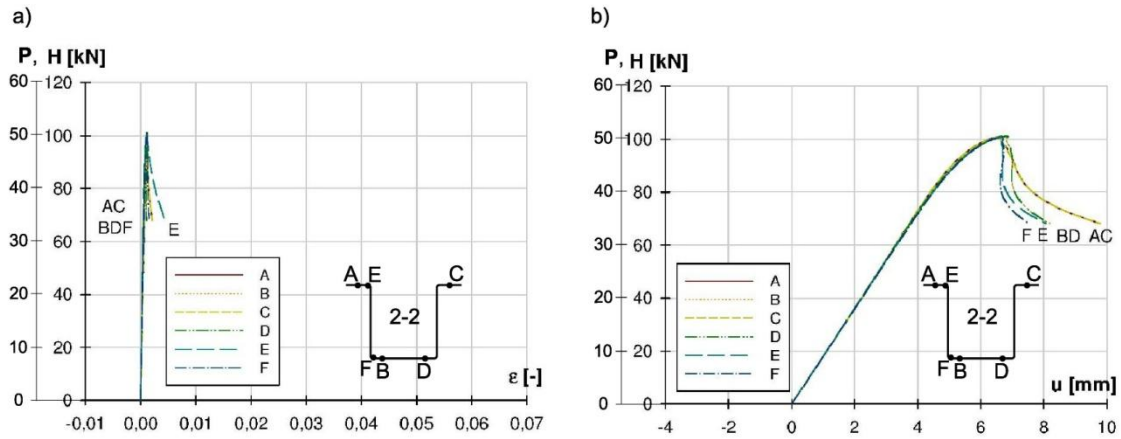 a)
P, H [kN]
60 120
50 100
40 80
30 60
20 40
10 20
0 0
-0,01 0,00 0,01 0,02 0,03 0,04 0,05 0,06 0,07
ε [-]
AC
BDF
E
A
B
C
D
E
F
A E C
2-2
F B D
b)
P, H [kN]
60 120
50 100
40 80
30 60
20 40
10 20
0 0
-4 -2 0 2 4 6 8 10
u [mm]
F E BD AC
A
B
C
D
E
F
A E C
2-2
F B D